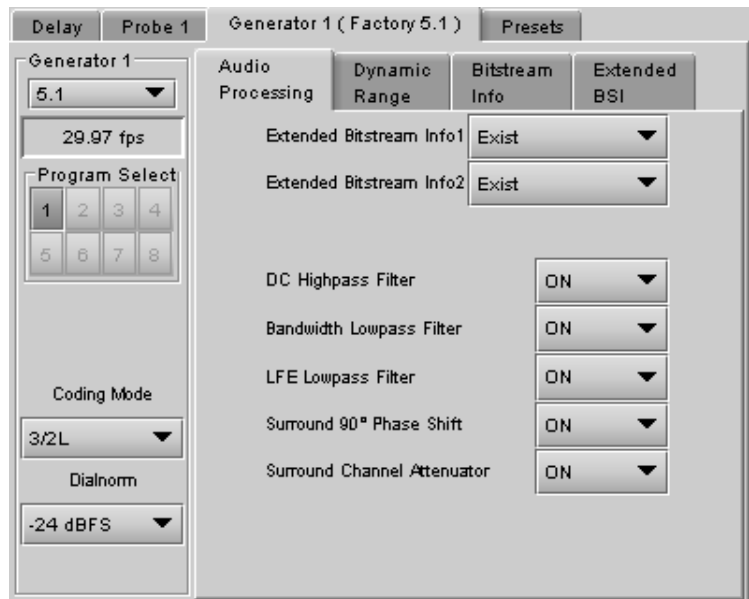 Delay Probe 1 Generator 1 ( Factory 5.1 ) Presets
Generator 1
5.1
29.97 fps
Program Select
1 2 3 4
5 6 7 8
Coding Mode
3/2L
Dialnorm
-24 dBFS
Audio Processing
Dynamic Range
Bitstream Info
Extended BSI
Extended Bitstream Info1 Exist
Extended Bitstream Info2 Exist
DC Highpass Filter ON
Bandwidth Lowpass Filter ON
LFE Lowpass Filter ON
Surround 90° Phase Shift ON
Surround Channel Attenuator ON